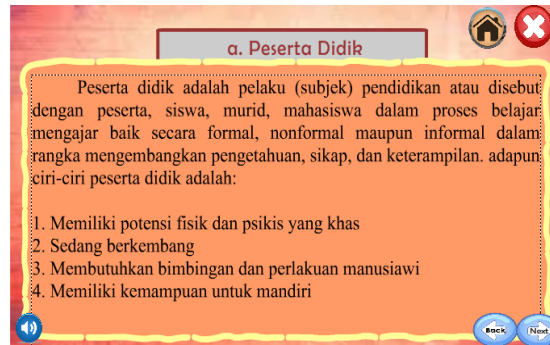 a. Peserta Didik
Peserta didik adalah pelaku (subjek) pendidikan atau disebut
dengan peserta, siswa, murid, mahasiswa dalam proses belajar
mengajar baik secara formal, nonformal maupun informal dalam
rangka mengembangkan pengetahuan, sikap, dan keterampilan. adapun
ciri-ciri peserta didik adalah:
1. Memiliki potensi fisik dan psikis yang khas
2. Sedang berkembang
3. Membutuhkan bimbingan dan perlakuan manusiawi
4. Memiliki kemampuan untuk mandiri
Back Next